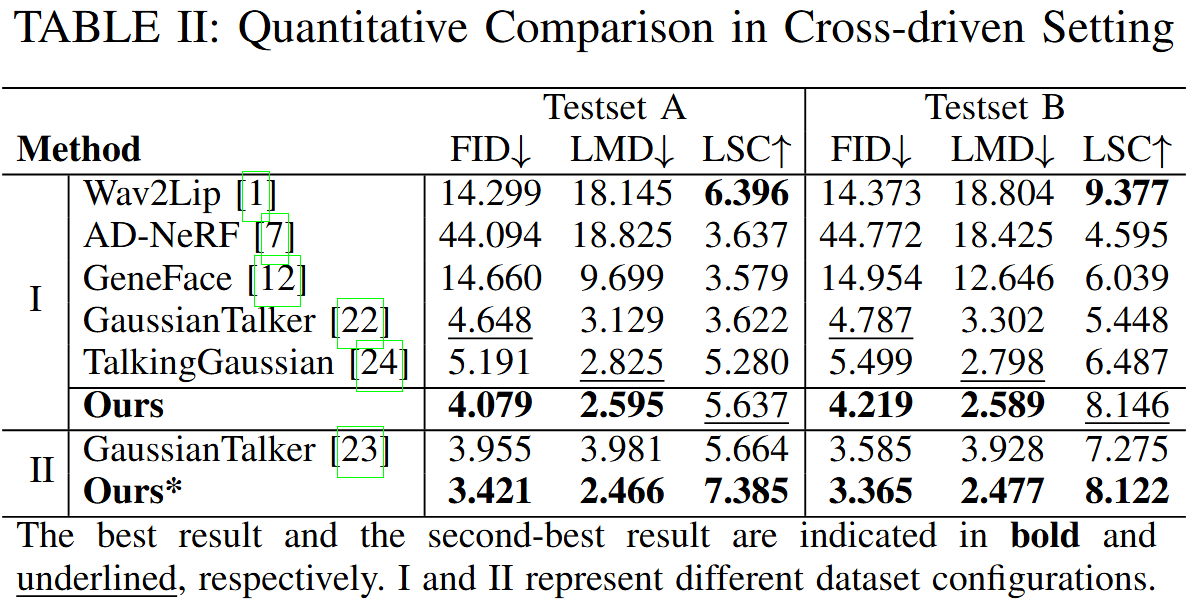 TABLE II: Quantitative Comparison in Cross-driven Setting
Testset A Testset B
Method FID↓ LMD↓ LSC↑ FID↓ LMD↓ LSC↑
Wav2Lip [1] 14.299 18.145 6.396 14.373 18.804 9.377
AD-NeRF [7] 44.094 18.825 3.637 44.772 18.425 4.595
GeneFace [12] 14.660 9.699 3.579 14.954 12.646 6.039
I GaussianTalker [22] 4.648 3.129 3.622 4.787 3.302 5.448
TalkingGaussian [24] 5.191 2.825 5.280 5.499 2.798 6.487
Ours 4.079 2.595 5.637 4.219 2.589 8.146
II GaussianTalker [23] 3.955 3.981 5.664 3.585 3.928 7.275
Ours* 3.421 2.466 7.385 3.365 2.477 8.122
The best result and the second-best result are indicated in bold and
underlined, respectively. I and II represent different dataset configurations.